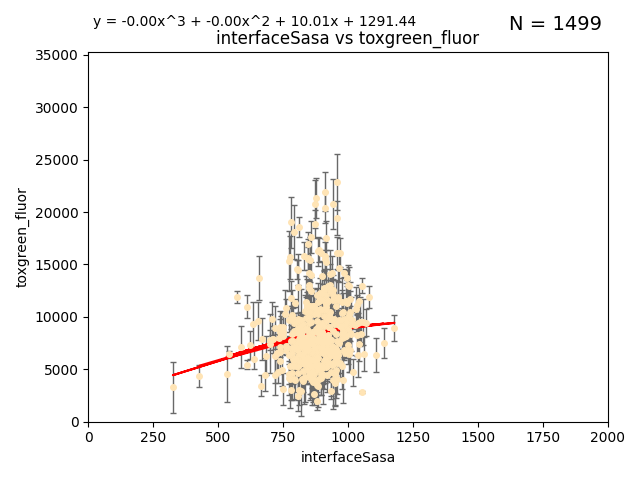 y = -0.00x^3 + -0.00x^2 + 10.01x + 1291.44
N = 1499
interfaceSasa vs toxgreen_fluor
35000
30000
25000
20000
15000
10000
5000
0
toxgreen_fluor
0 250 500 750 1000 1250 1500 1750 2000
interfaceSasa